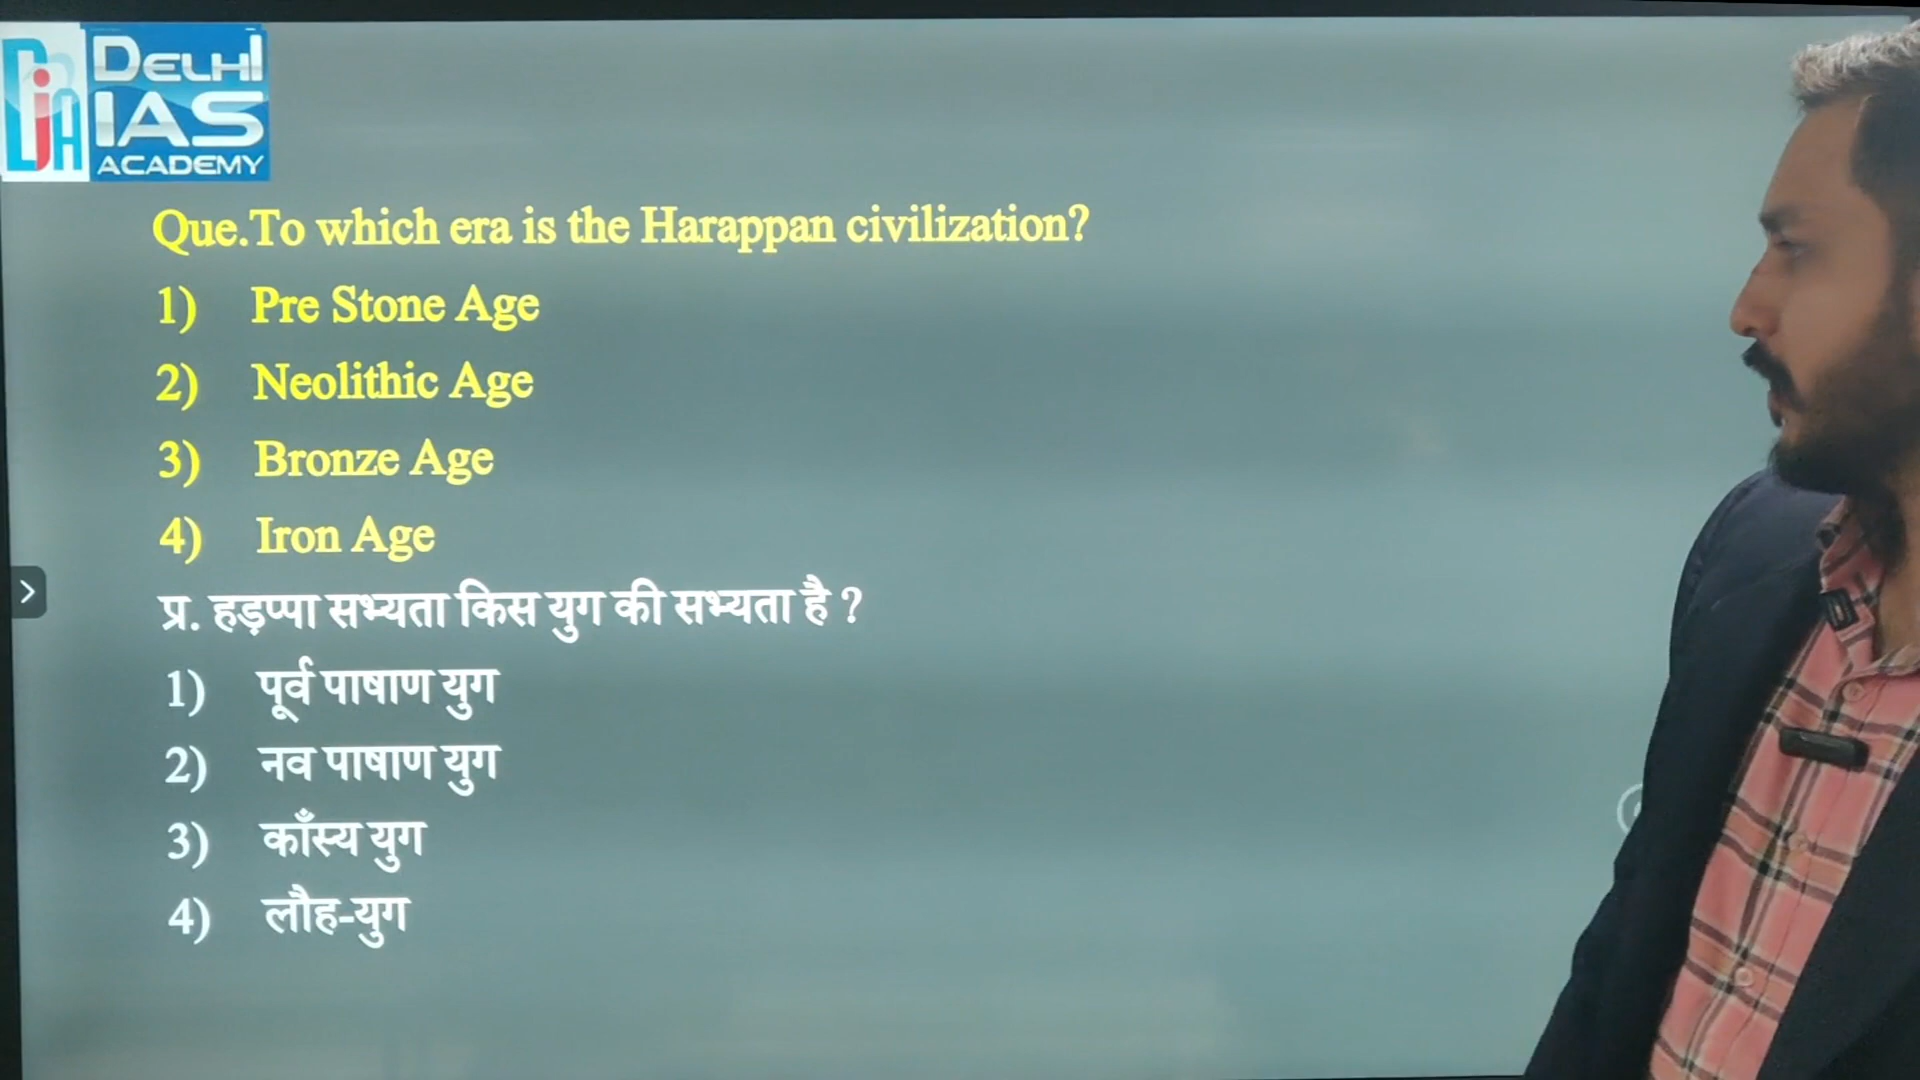 DELHI
IAS
ACADEMY
Que.To which era is the Harappan civilization?
1) Pre Stone Age
2) Neolithic Age
3) Bronze Age
4) Iron Age
प्र. हड़प्पा सभ्यता किस युग की सभ्यता है ?
1) पूर्व पाषाण युग
2) नव पाषाण युग
3) काँस्य युग
4) लौह-युग